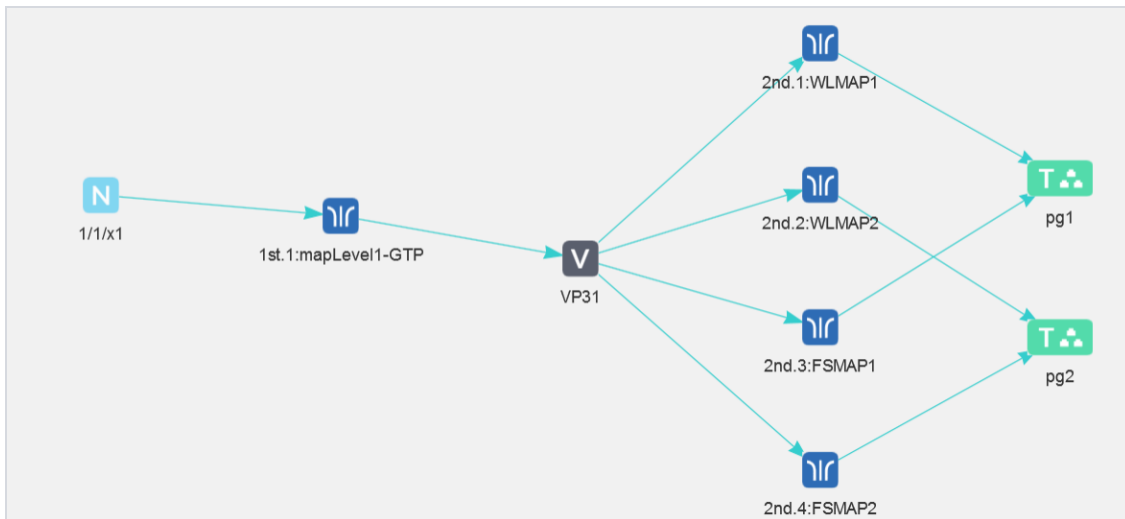 2nd.1:WLMAP1
N
1/1/x1
1st.1:mapLevel1-GTP
V
VP31
2nd.2:WLMAP2
2nd.3:FSMAP1
2nd.4:FSMAP2
T
pg1
T
pg2